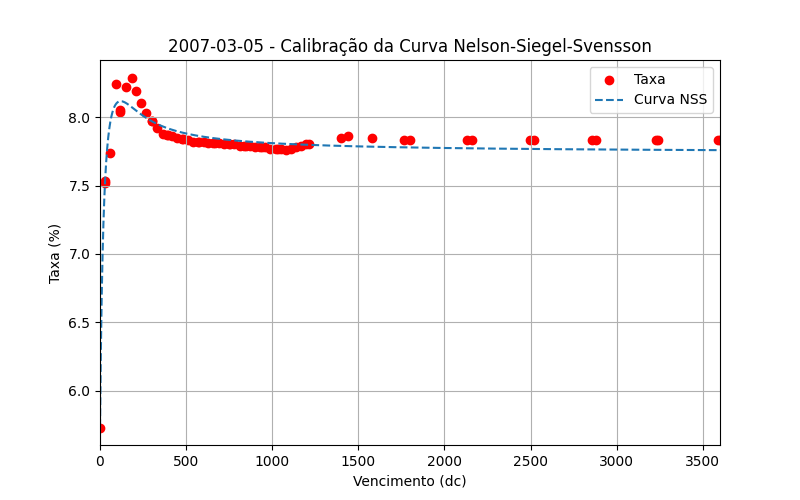 2007-03-05 - Calibração da Curva Nelson-Siegel-Svensson
Taxa
Curva NSS
8.0
7.5
7.0
6.5
6.0
Taxa (%)
0 500 1000 1500 2000 2500 3000 3500
Vencimento (dc)